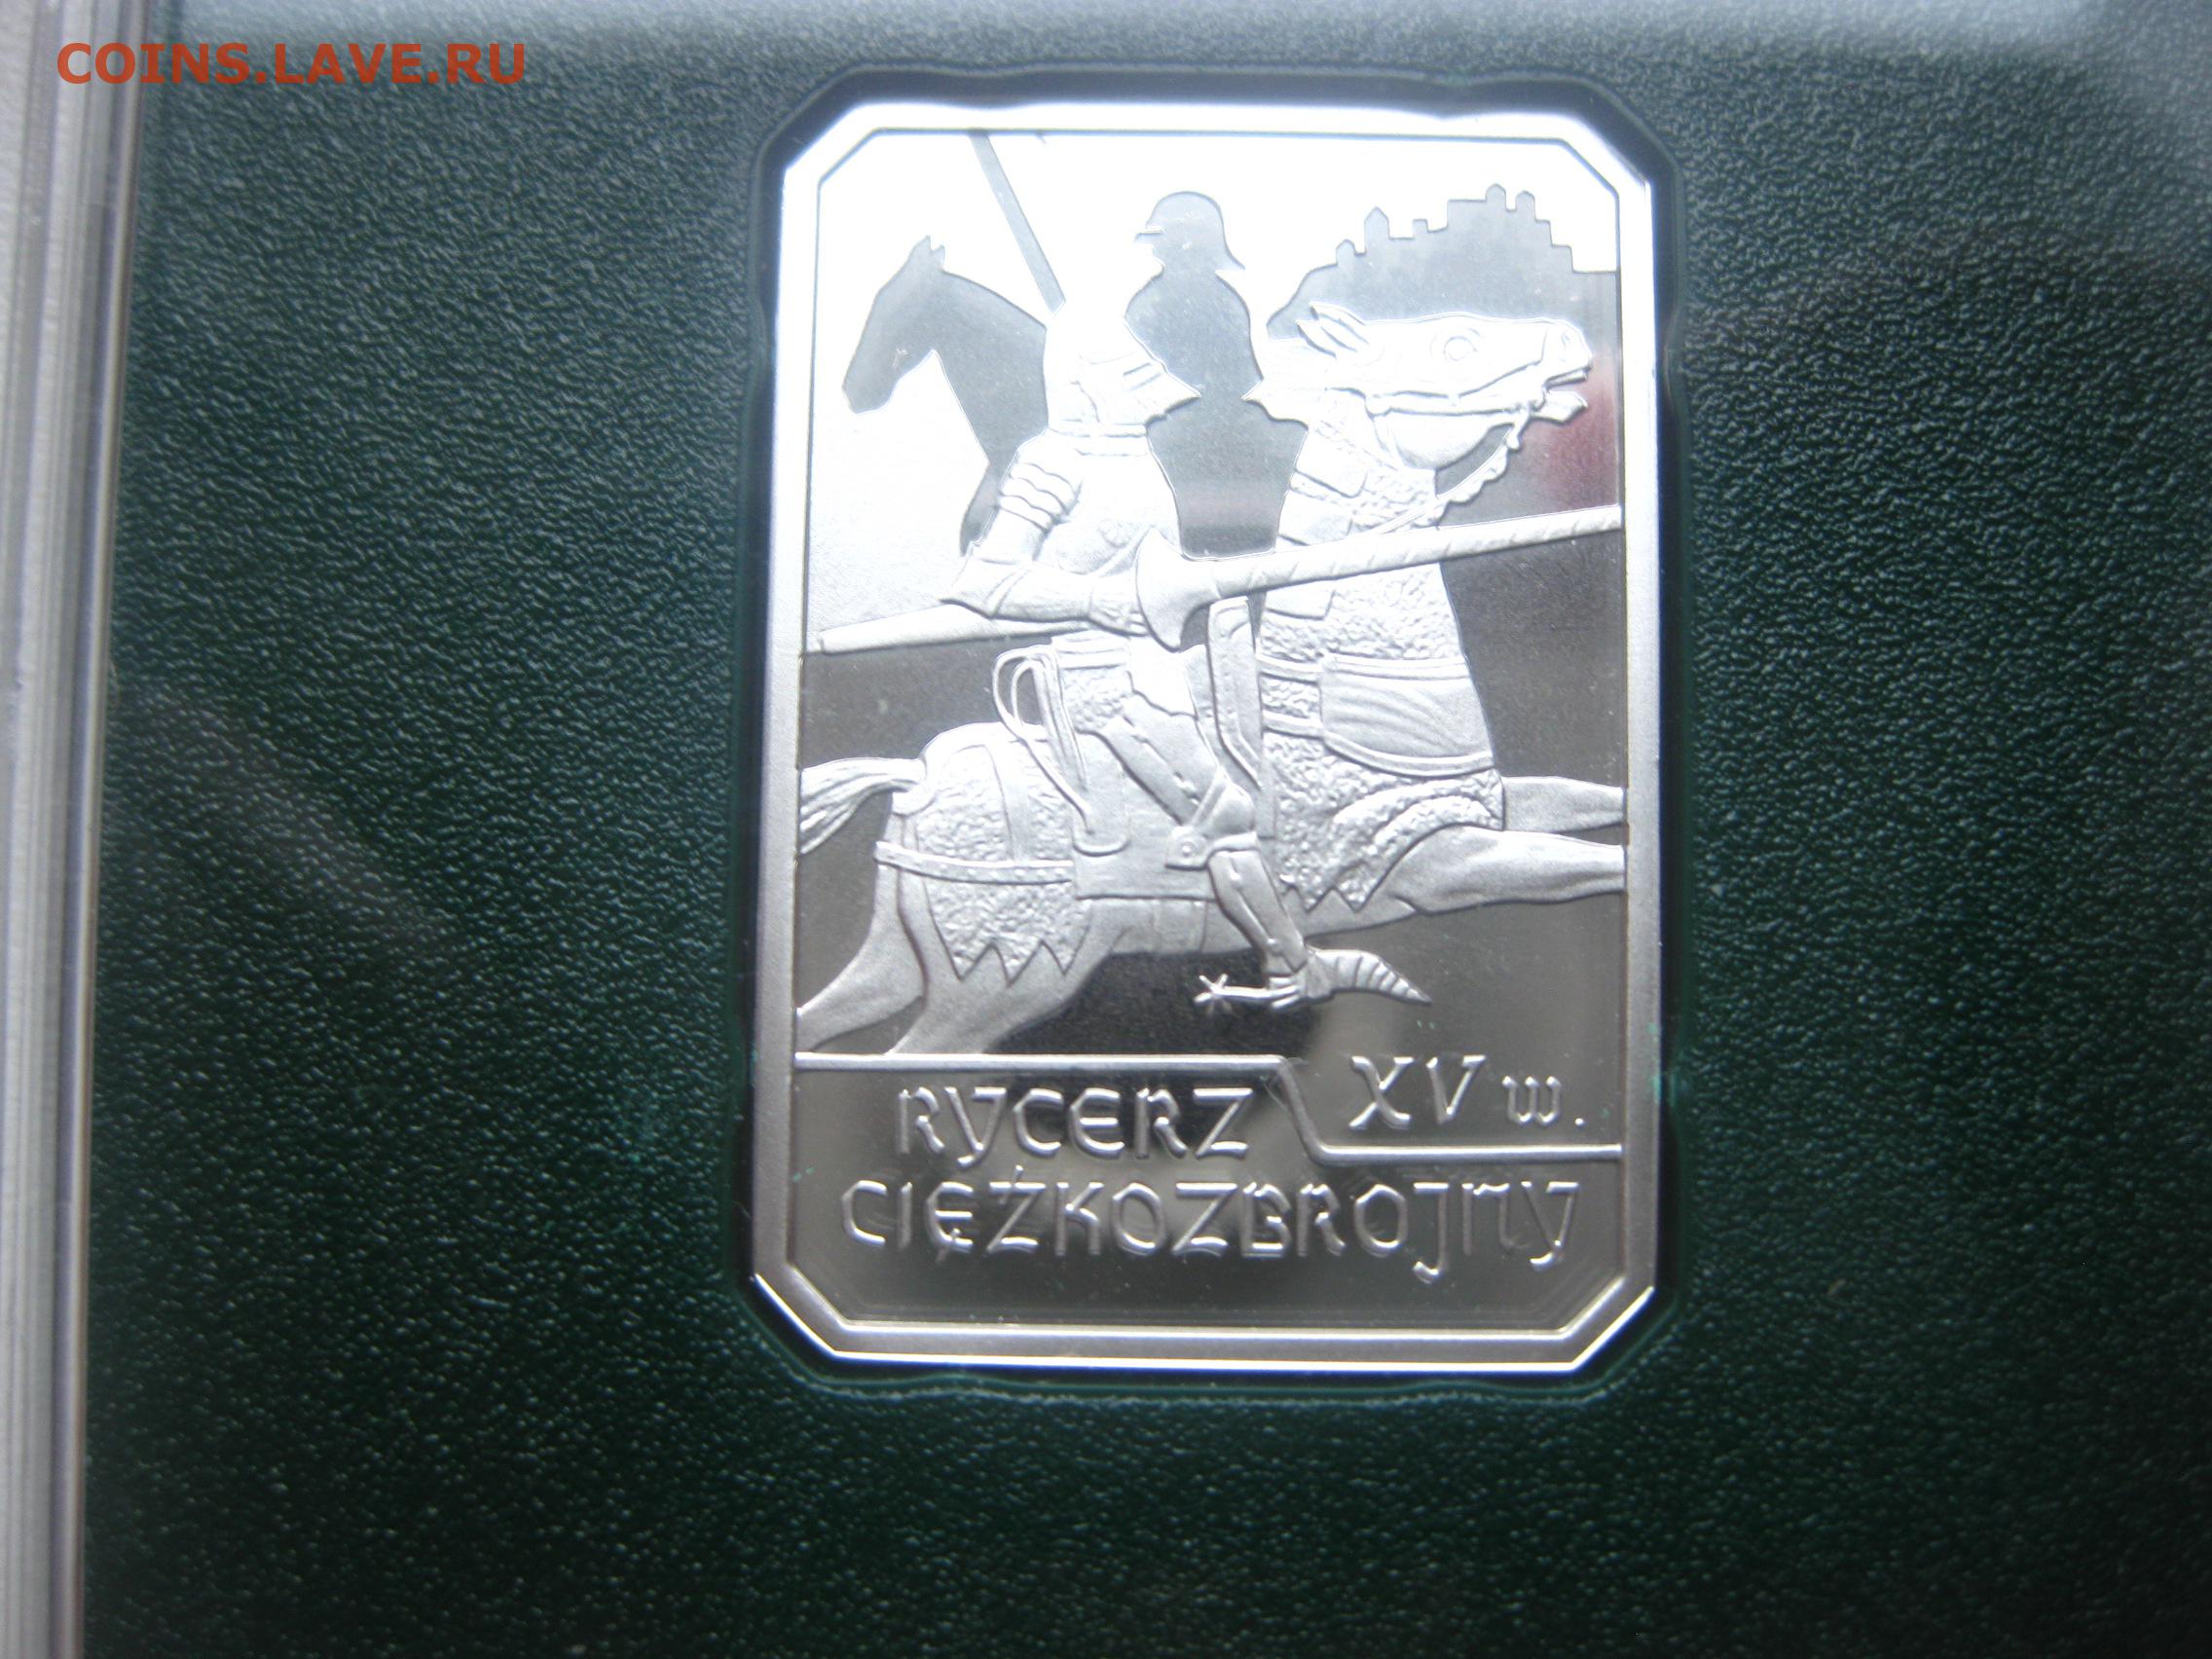 COINS.LAVE.RU
XV w.
RYCERZ
CIĘŻKOZBROJNY